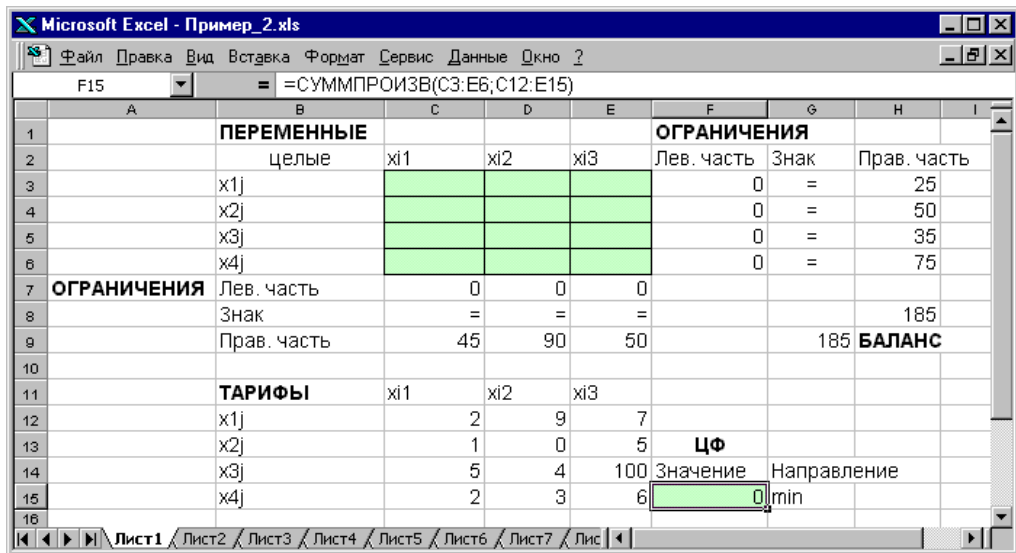 Microsoft Excel - Пример_2.xls
Файл Правка Вид Вставка Формат Сервис Данные Окно ?
F15 = =СУММПРОИЗВ(C3:E6;C12:E15)
A B C D E F G H I
1 ПЕРЕМЕННЫЕ ОГРАНИЧЕНИЯ
2 целые xi1 xi2 xi3 Лев. часть Знак Прав. часть
3 x1j 0 = 25
4 x2j 0 = 50
5 x3j 0 = 35
6 x4j 0 = 75
7 ОГРАНИЧЕНИЯ Лев. часть 0 0 0
8 Знак = = = 185
9 Прав. часть 45 90 50 185 БАЛАНС
10
11 ТАРИФЫ xi1 xi2 xi3
12 x1j 2 9 7
13 x2j 1 0 5 ЦФ
14 x3j 5 4 100 Значение Направление
15 x4j 2 3 6 0 min
16
Лист1 Лист2 Лист3 Лист4 Лист5 Лист6 Лист7 Лис